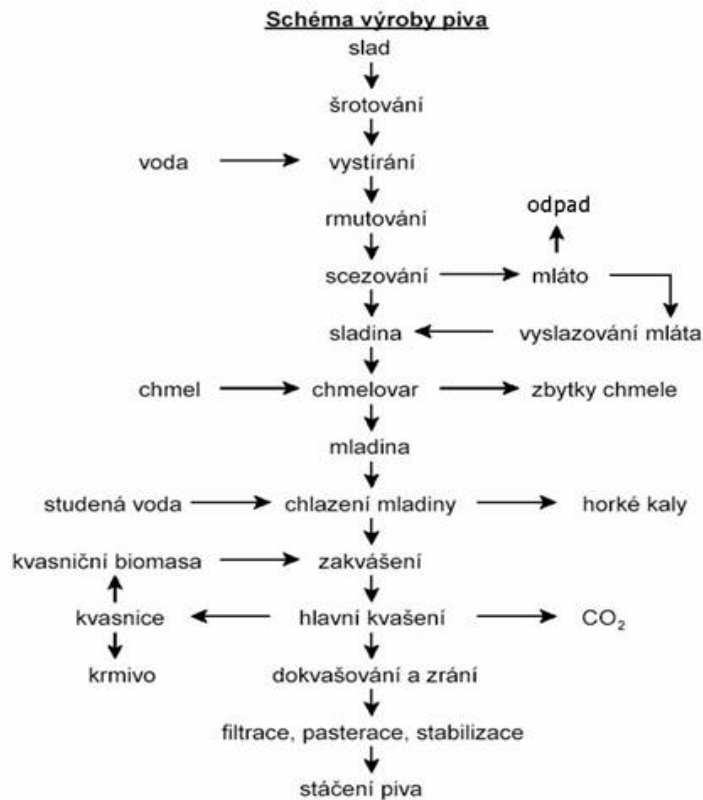 Schéma výroby piva
slad
šrotování
voda vystírání
rmutování
odpad
scezování mláto
sladina vyslazování mláta
chmel chmelovar zbytky chmele
mladina
studená voda chlazení mladiny horké kaly
kvasniční biomasa zakvášení
kvasnice hlavní kvašení CO₂
krmivo dokvašování a zrání
filtrace, pasterace, stabilizace
stáčení piva